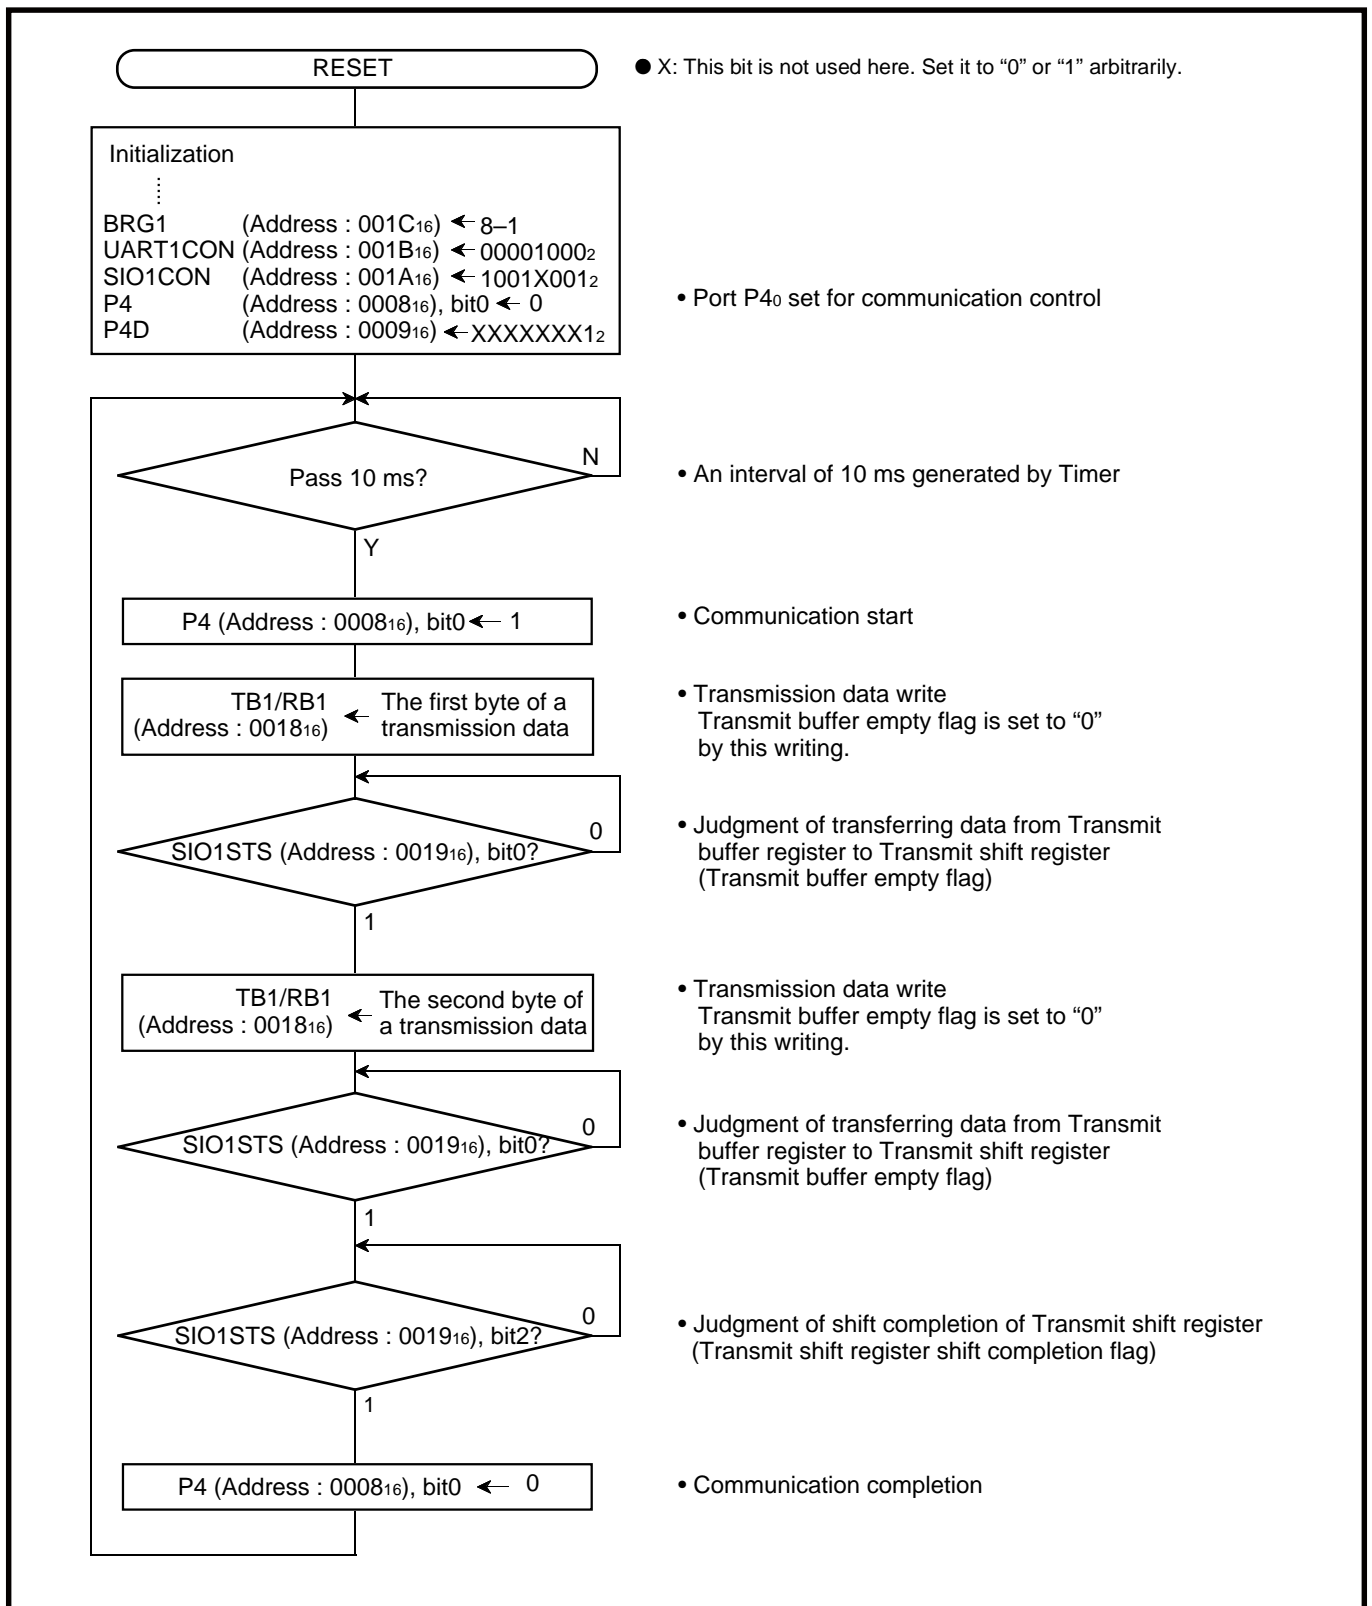 RESET
● X: This bit is not used here. Set it to “0” or “1” arbitrarily.
Initialization
BRG1 (Address : 001C₁₆) ← 8–1
UART1CON (Address : 001B₁₆) ← 00001000₂
SIO1CON (Address : 001A₁₆) ← 1001X001₂
P4 (Address : 0008₁₆), bit0 ← 0
P4D (Address : 0009₁₆) ← XXXXXXX1₂
• Port P4₀ set for communication control
Pass 10 ms?
N
Y
• An interval of 10 ms generated by Timer
P4 (Address : 0008₁₆), bit0 ← 1
• Communication start
TB1/RB1
(Address : 0018₁₆)
←
The first byte of a
transmission data
• Transmission data write
Transmit buffer empty flag is set to “0”
by this writing.
SIO1STS (Address : 0019₁₆), bit0?
0
1
• Judgment of transferring data from Transmit
buffer register to Transmit shift register
(Transmit buffer empty flag)
TB1/RB1
(Address : 0018₁₆)
←
The second byte of
a transmission data
• Transmission data write
Transmit buffer empty flag is set to “0”
by this writing.
SIO1STS (Address : 0019₁₆), bit0?
0
1
• Judgment of transferring data from Transmit
buffer register to Transmit shift register
(Transmit buffer empty flag)
SIO1STS (Address : 0019₁₆), bit2?
0
1
• Judgment of shift completion of Transmit shift register
(Transmit shift register shift completion flag)
P4 (Address : 0008₁₆), bit0 ← 0
• Communication completion